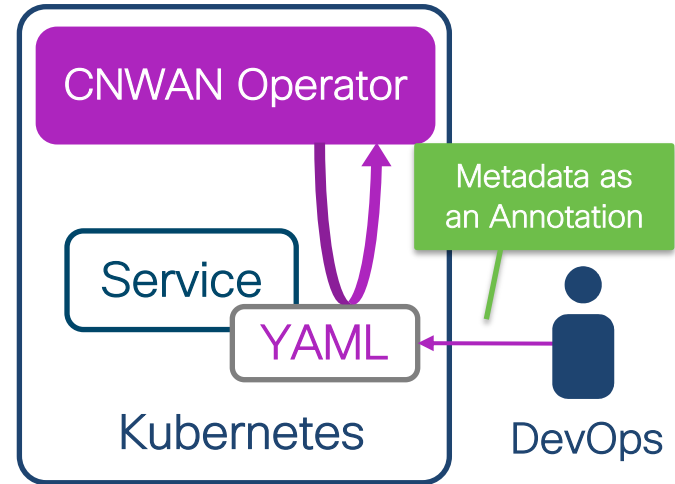 CNWAN Operator
Metadata as
an Annotation
Service
YAML
Kubernetes
DevOps